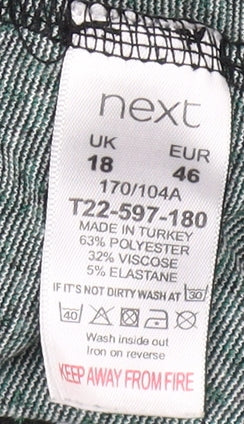 next
UK EUR
18 46
170/104A
T22-597-180
MADE IN TURKEY
63% POLYESTER
32% VISCOSE
5% ELASTANE
IF IT'S NOT DIRTY WASH AT 30
40
Wash inside out
Iron on reverse
KEEP AWAY FROM FIRE